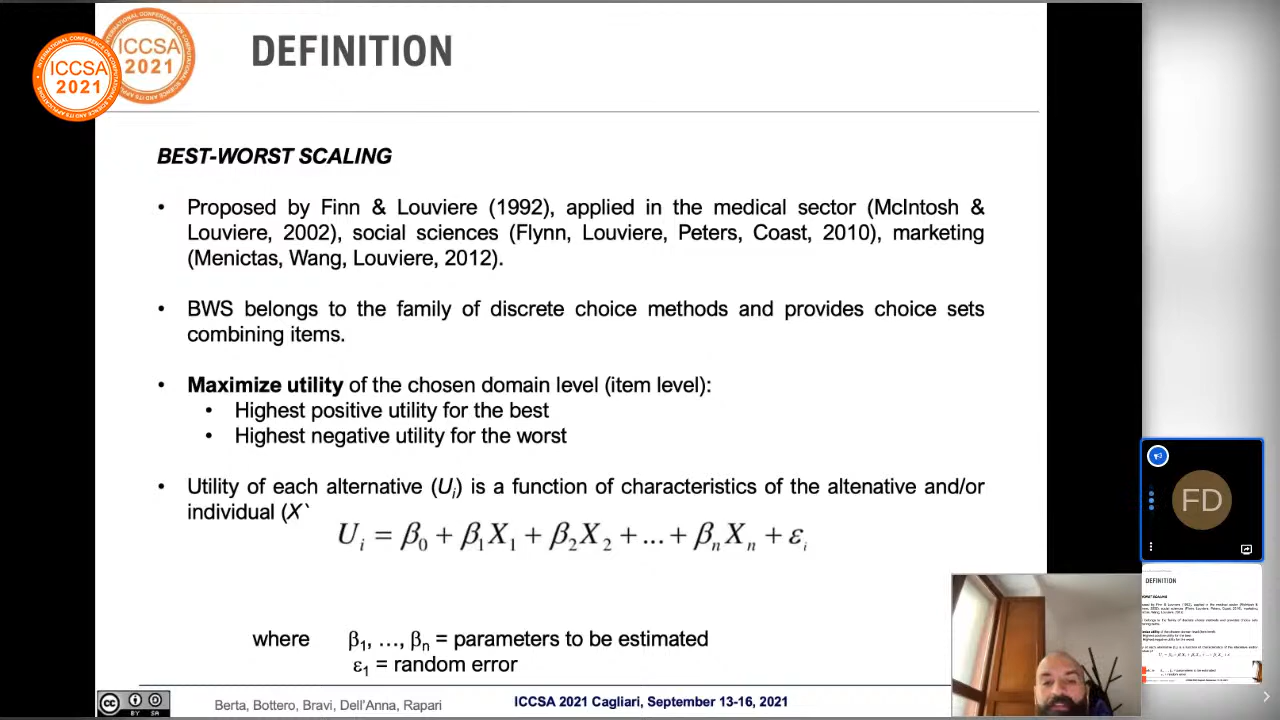 ICCSA
2021
ICCSA
2021
DEFINITION
BEST-WORST SCALING
• Proposed by Finn & Louviere (1992), applied in the medical sector (McIntosh &
Louviere, 2002), social sciences (Flynn, Louviere, Peters, Coast, 2010), marketing
(Menictas, Wang, Louviere, 2012).
• BWS belongs to the family of discrete choice methods and provides choice sets
combining items.
• Maximize utility of the chosen domain level (item level):
• Highest positive utility for the best
• Highest negative utility for the worst
• Utility of each alternative (Ui) is a function of characteristics of the altenative and/or
individual (X`
Ui = β0 + β1X1 + β2X2 + ... + βnXn + εi
where β1, …, βn = parameters to be estimated
ε1 = random error
cc BY SA
Berta, Bottero, Bravi, Dell'Anna, Rapari
ICCSA 2021 Cagliari, September 13-16, 2021
FD
DEFINITION